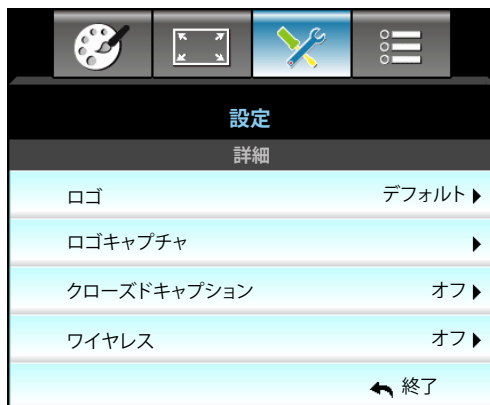 設定
詳細
ロゴ デフォルト
ロゴキャプチャ
クローズドキャプション オフ
ワイヤレス オフ
終了